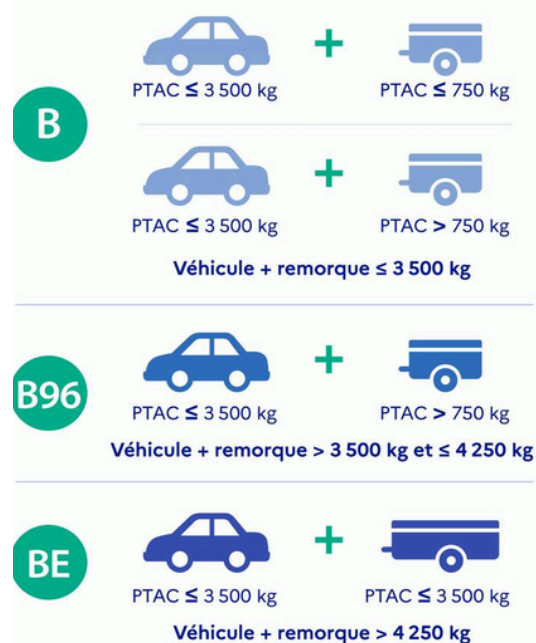 B
PTAC ≤ 3 500 kg + PTAC ≤ 750 kg
PTAC ≤ 3 500 kg + PTAC > 750 kg
Véhicule + remorque ≤ 3 500 kg
B96
PTAC ≤ 3 500 kg + PTAC > 750 kg
Véhicule + remorque > 3 500 kg et ≤ 4 250 kg
BE
PTAC ≤ 3 500 kg + PTAC ≤ 3 500 kg
Véhicule + remorque > 4 250 kg